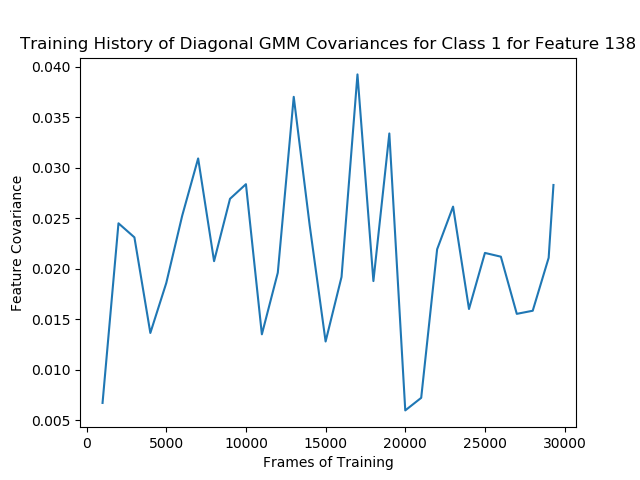 Training History of Diagonal GMM Covariances for Class 1 for Feature 138
0.040
0.035
0.030
0.025
0.020
0.015
0.010
0.005
Feature Covariance
0 5000 10000 15000 20000 25000 30000
Frames of Training